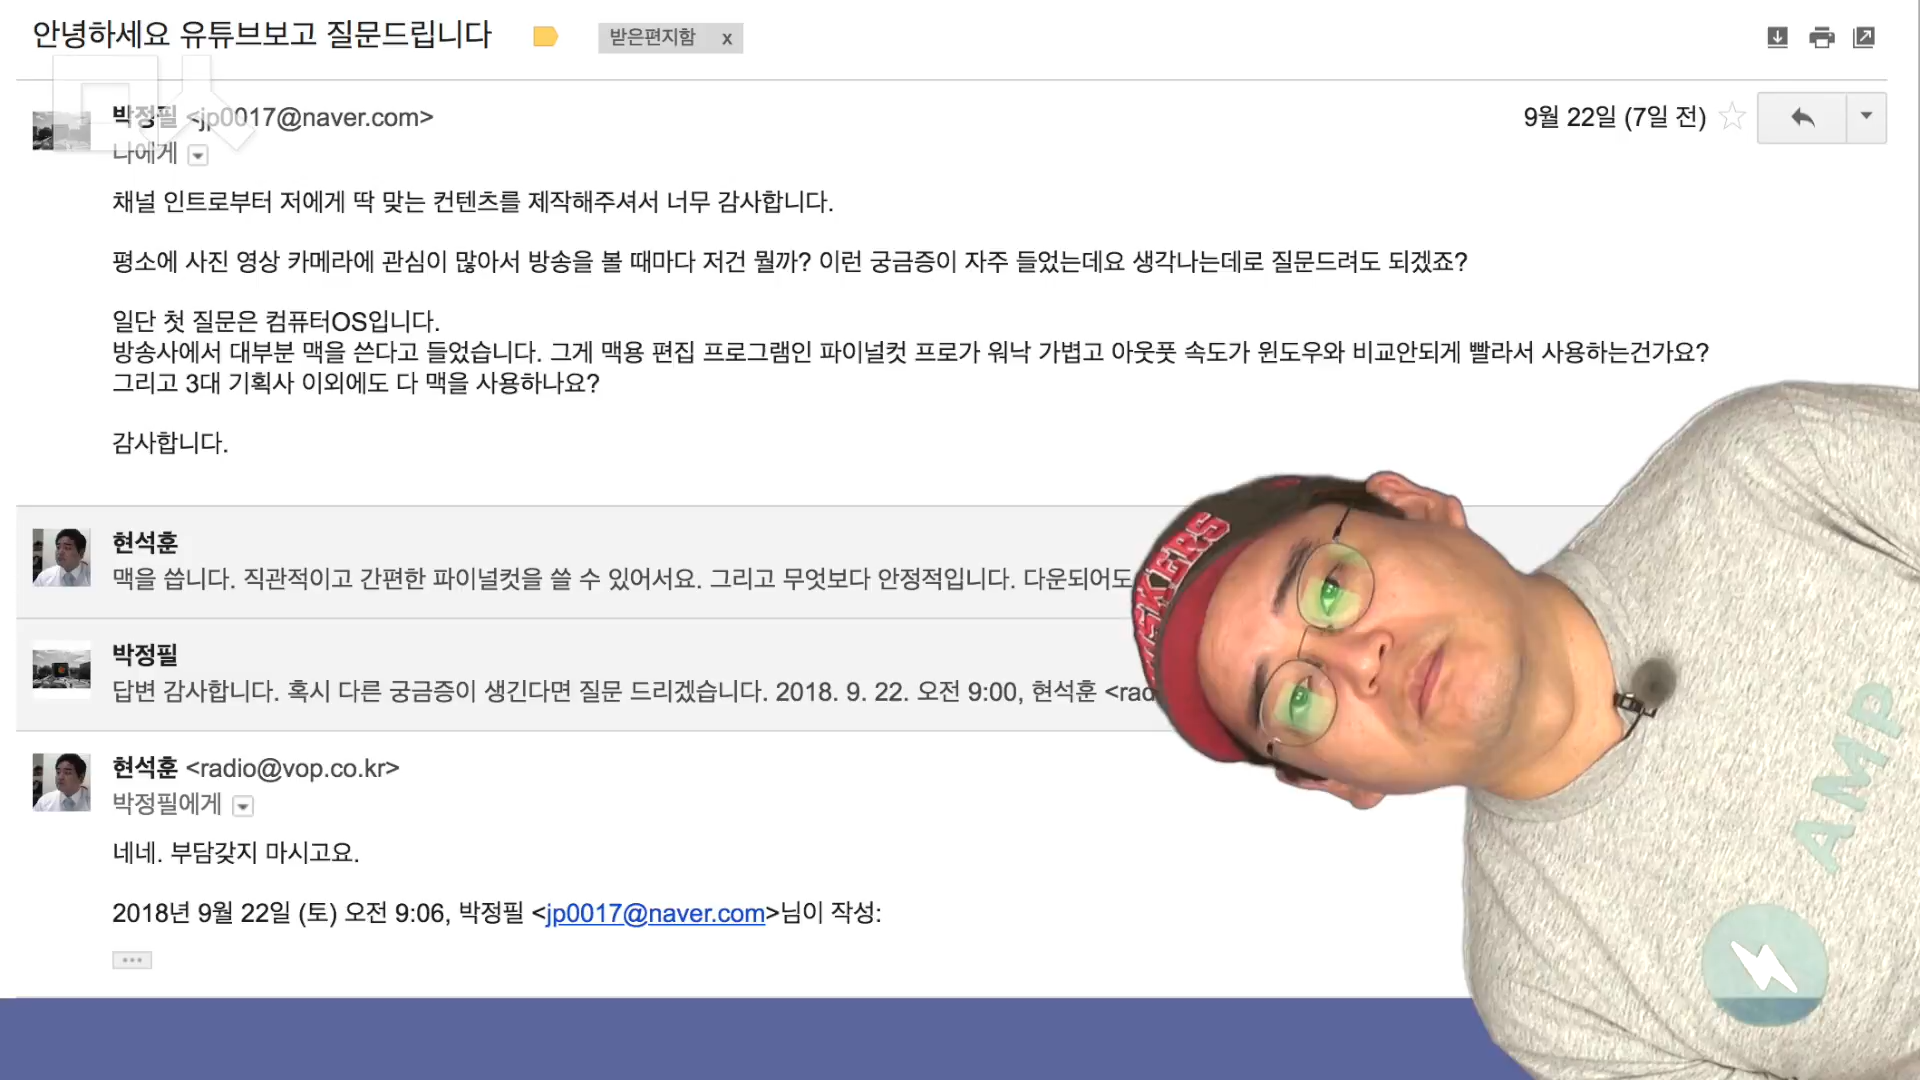 안녕하세요 유튜브보고 질문드립니다
받은편지함 x
박정필 <jp0017@naver.com>
9월 22일 (7일 전)
나에게
채널 인트로부터 저에게 딱 맞는 컨텐츠를 제작해주셔서 너무 감사합니다.
평소에 사진 영상 카메라에 관심이 많아서 방송을 볼 때마다 저건 뭘까? 이런 궁금증이 자주 들었는데요 생각나는데로 질문드려도 되겠죠?
일단 첫 질문은 컴퓨터OS입니다.
방송사에서 대부분 맥을 쓴다고 들었습니다. 그게 맥용 편집 프로그램인 파이널컷 프로가 워낙 가볍고 아웃풋 속도가 윈도우와 비교안되게 빨라서 사용하는건가요?
그리고 3대 기획사 이외에도 다 맥을 사용하나요?
감사합니다.
현석훈
맥을 씁니다. 직관적이고 간편한 파이널컷을 쓸 수 있어서요. 그리고 무엇보다 안정적입니다. 다운되어도
박정필
답변 감사합니다. 혹시 다른 궁금증이 생긴다면 질문 드리겠습니다. 2018. 9. 22. 오전 9:00, 현석훈 <rad
현석훈 <radio@vop.co.kr>
박정필에게
네네. 부담갖지 마시고요.
2018년 9월 22일 (토) 오전 9:06, 박정필 <jp0017@naver.com>님이 작성:
SKERS
AMP